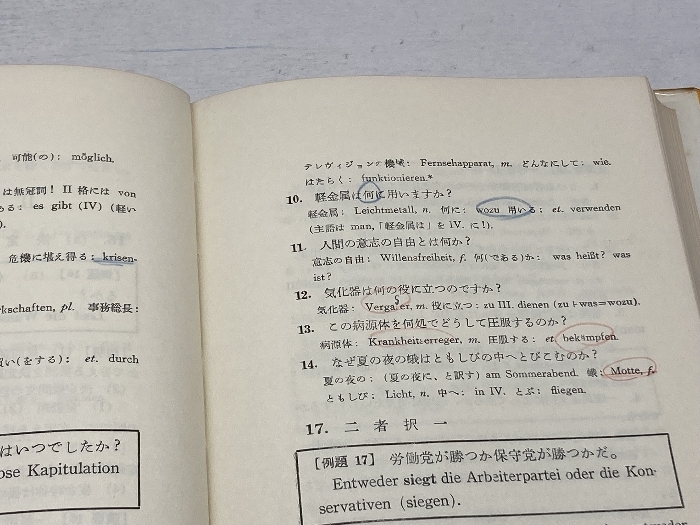 可能(の): möglich.
は無冠詞! II 格には von
ある: es gibt (IV) (軽い
危機に堪え得る: krisen-
rkschaften, pl. 事務総長:
買い(をする): et. durch
はいつでしたか?
ose Kapitulation
テレヴィジョンの機械: Fernsehapparat, m. どんなにして: wie.
はたらく: funktionieren.*
10. 軽金属は何に用いますか?
軽金属: Leichtmetall, n. 何に: wozu 用いる: et. verwenden
(主語は man,「軽金属は」を IV. に!).
11. 人間の意志の自由とは何か?
意志の自由: Willensfreiheit, f. 何(である)か: was heißt? was
ist?
12. 気化器は何の役に立つのですか?
気化器: Vergaser, m. 役に立つ: zu III. dienen (zu+was=wozu).
13. この病源体を何処でどうして圧服するのか?
病源体: Krankheitserreger, m. 圧服する: et. bekämpfen.
14. なぜ夏の夜の蛾はともしびの中へとびこむのか?
夏の夜の: (夏の夜に、と訳す) am Sommerabend. 蛾: Motte, f.
ともしび: Licht, n. 中へ: in IV. とぶ: fliegen.
17. 二者択一
[例題 17] 労働党が勝つか保守党が勝つかだ。
Entweder siegt die Arbeiterpartei oder die Kon-
servativen (siegen).